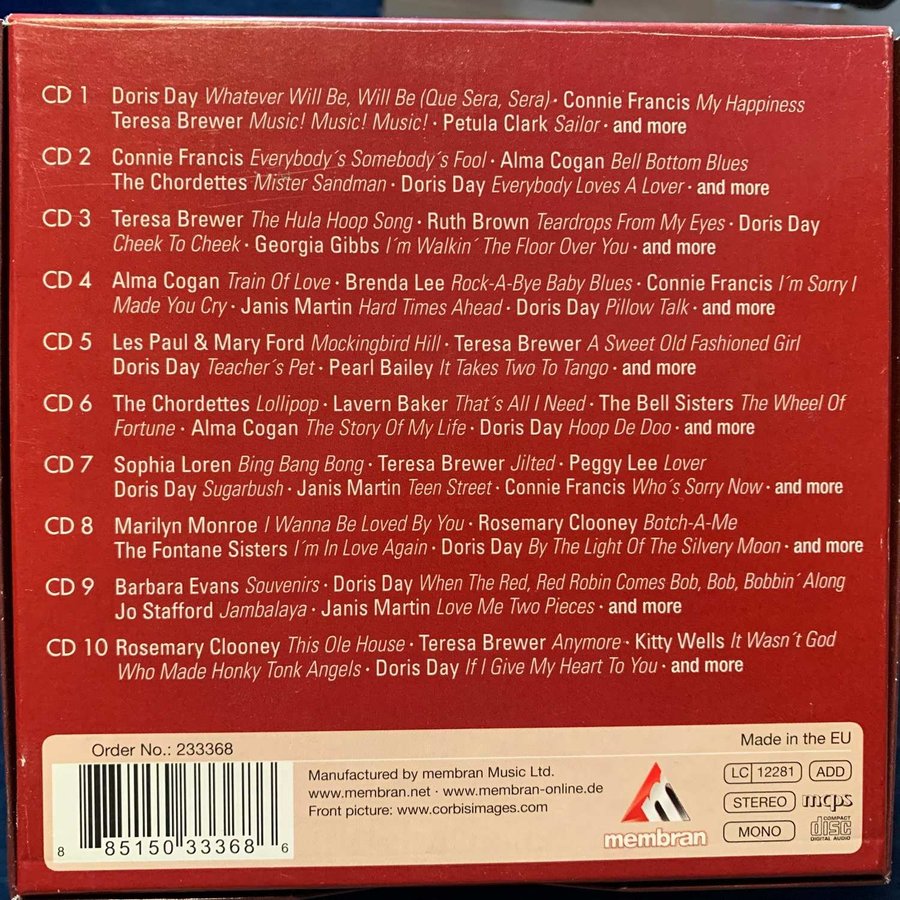 CD 1 Doris Day Whatever Will Be, Will Be (Que Sera, Sera) · Connie Francis My Happiness
Teresa Brewer Music! Music! Music! · Petula Clark Sailor · and more
CD 2 Connie Francis Everybody´s Somebody´s Fool · Alma Cogan Bell Bottom Blues
The Chordettes Mister Sandman · Doris Day Everybody Loves A Lover · and more
CD 3 Teresa Brewer The Hula Hoop Song · Ruth Brown Teardrops From My Eyes · Doris Day
Cheek To Cheek · Georgia Gibbs I´m Walkin´ The Floor Over You · and more
CD 4 Alma Cogan Train Of Love · Brenda Lee Rock-A-Bye Baby Blues · Connie Francis I´m Sorry I
Made You Cry · Janis Martin Hard Times Ahead · Doris Day Pillow Talk · and more
CD 5 Les Paul & Mary Ford Mockingbird Hill · Teresa Brewer A Sweet Old Fashioned Girl
Doris Day Teacher´s Pet · Pearl Bailey It Takes Two To Tango · and more
CD 6 The Chordettes Lollipop · Lavern Baker That´s All I Need · The Bell Sisters The Wheel Of
Fortune · Alma Cogan The Story Of My Life · Doris Day Hoop De Doo · and more
CD 7 Sophia Loren Bing Bang Bong · Teresa Brewer Jilted · Peggy Lee Lover
Doris Day Sugarbush · Janis Martin Teen Street · Connie Francis Who´s Sorry Now · and more
CD 8 Marilyn Monroe I Wanna Be Loved By You · Rosemary Clooney Botch-A-Me
The Fontane Sisters I´m In Love Again · Doris Day By The Light Of The Silvery Moon · and more
CD 9 Barbara Evans Souvenirs · Doris Day When The Red, Red Robin Comes Bob, Bob, Bobbin´ Along
Jo Stafford Jambalaya · Janis Martin Love Me Two Pieces · and more
CD 10 Rosemary Clooney This Ole House · Teresa Brewer Anymore · Kitty Wells It Wasn´t God
Who Made Honky Tonk Angels · Doris Day If I Give My Heart To You · and more
Order No.: 233368
8 85150 33368 6
Manufactured by membran Music Ltd.
www.membran.net · www.membran-online.de
Front picture: www.corbisimages.com
membran
Made in the EU
LC 12281 ADD
STEREO mcps
MONO COMPACT disc DIGITAL AUDIO